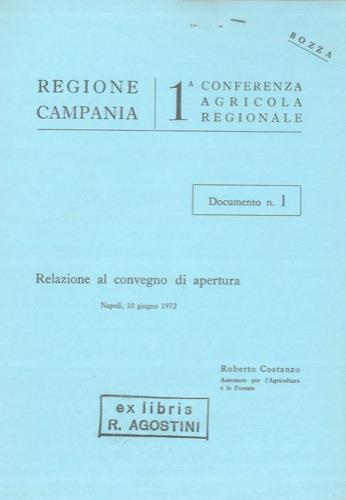 BOZZA
REGIONE
CAMPANIA
1ᴬ CONFERENZA
AGRICOLA
REGIONALE
Documento n. 1
Relazione al convegno di apertura
Napoli, 10 giugno 1972
Roberto Costanzo
Assessore per l'Agricoltura
e le Foreste
ex libris
R. AGOSTINI